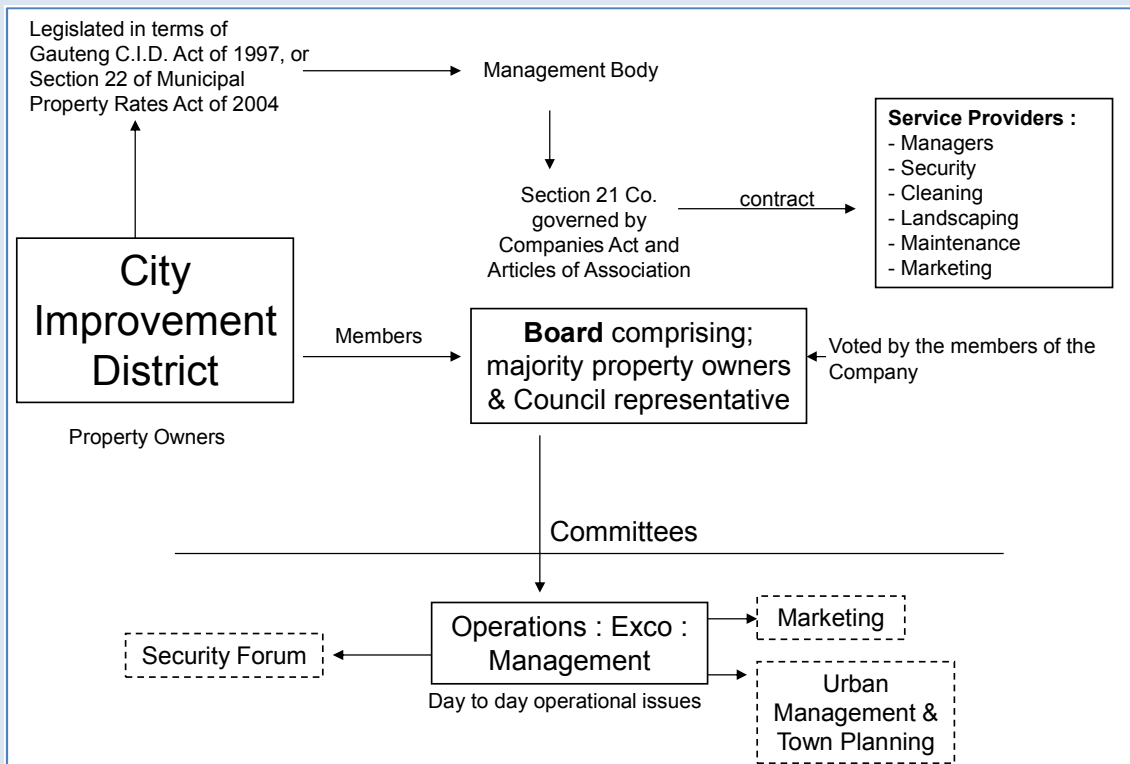 Legislated in terms of
Gauteng C.I.D. Act of 1997, or
Section 22 of Municipal
Property Rates Act of 2004
Management Body
Service Providers :
- Managers
- Security
- Cleaning
- Landscaping
- Maintenance
- Marketing
Section 21 Co.
governed by
Companies Act and
Articles of Association
contract
City
Improvement
District
Property Owners
Members
Board comprising;
majority property owners
& Council representative
Voted by the members of the
Company
Committees
Operations : Exco :
Management
Day to day operational issues
Security Forum
Marketing
Urban
Management &
Town Planning